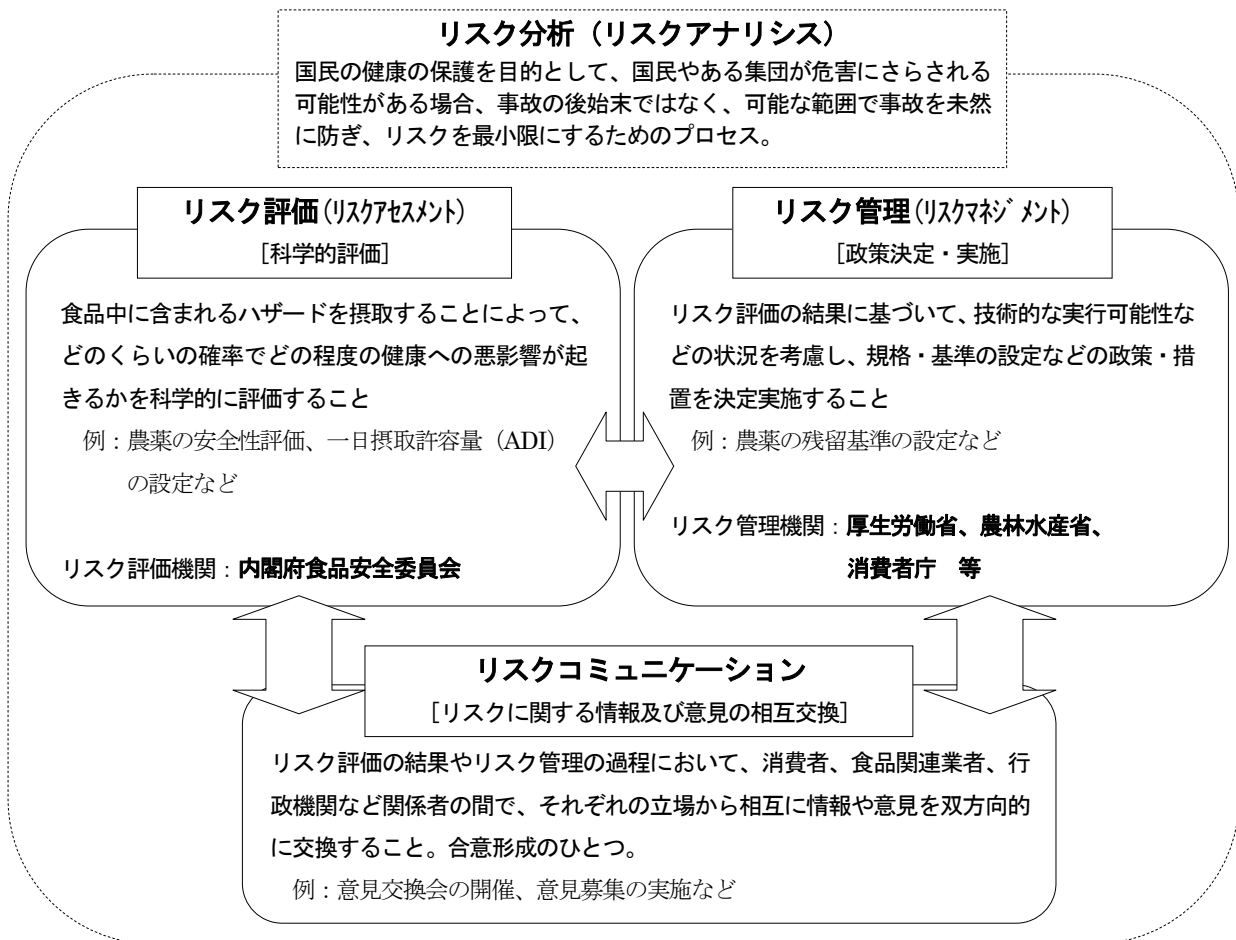 リスク分析（リスクアナリシス）
国民の健康の保護を目的として、国民やある集団が危害にさらされる
可能性がある場合、事故の後始末ではなく、可能な範囲で事故を未然
に防ぎ、リスクを最小限にするためのプロセス。
リスク評価(ﾘｽｸｱｾｽﾒﾝﾄ)
［科学的評価］
食品中に含まれるハザードを摂取することによって、
どのくらいの確率でどの程度の健康への悪影響が起
きるかを科学的に評価すること
例：農薬の安全性評価、一日摂取許容量（ADI）
の設定など
リスク評価機関：内閣府食品安全委員会
リスク管理(ﾘｽｸﾏﾈｼﾞﾒﾝﾄ)
［政策決定・実施］
リスク評価の結果に基づいて、技術的な実行可能性な
どの状況を考慮し、規格・基準の設定などの政策・措
置を決定実施すること
例：農薬の残留基準の設定など
リスク管理機関：厚生労働省、農林水産省、
消費者庁　等
リスクコミュニケーション
［リスクに関する情報及び意見の相互交換］
リスク評価の結果やリスク管理の過程において、消費者、食品関連業者、行
政機関など関係者の間で、それぞれの立場から相互に情報や意見を双方向的
に交換すること。合意形成のひとつ。
例：意見交換会の開催、意見募集の実施など